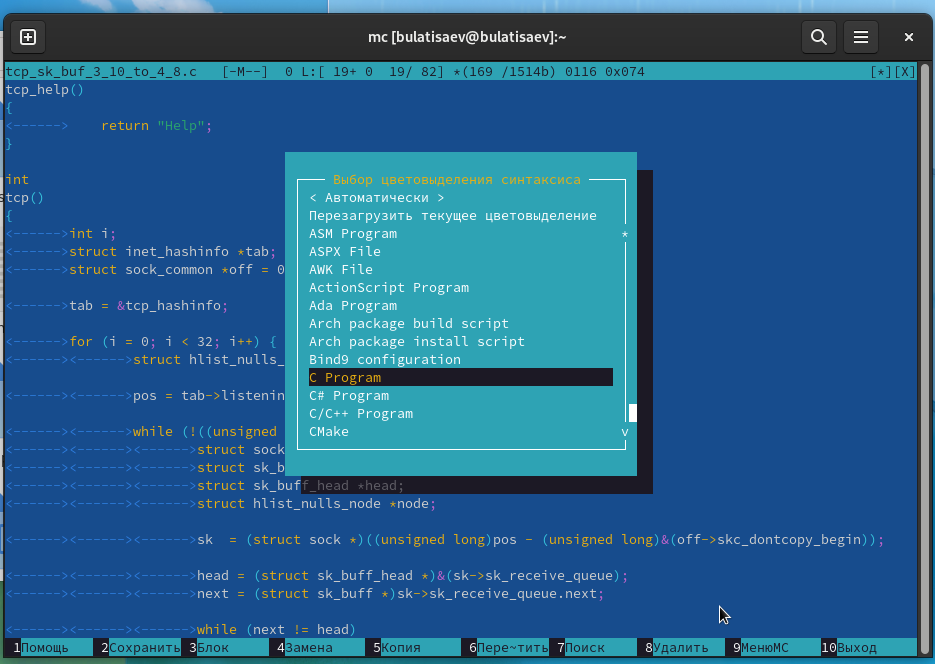 mc [bulatisaev@bulatisaev]:~
tcp_sk_buf_3_10_to_4_8.c   [-M--]  0 L:[ 19+ 0  19/ 82] *(169 /1514b) 0116 0x074   [*][X]
tcp_help()
{
<------>    return "Help";
}
int
stcp()
{
<------>int i;
<------>struct inet_hashinfo *tab;
<------>struct sock_common *off = 0
<------>tab = &tcp_hashinfo;
<------>for (i = 0; i < 32; i++) {
<------><------>struct hlist_nulls_
<------><------>pos = tab->listenin
<------><------>while (!((unsigned
<------><------><------>struct sock
<------><------><------>struct sk_b
<------><------><------>struct sk_buff_head *head;
<------><------><------>struct hlist_nulls_node *node;
<------><------><------>sk  = (struct sock *)((unsigned long)pos - (unsigned long)&(off->skc_dontcopy_begin));
<------><------><------>head = (struct sk_buff_head *)&(sk->sk_receive_queue);
<------><------><------>next = (struct sk_buff *)sk->sk_receive_queue.next;
<------><------><------>while (next != head)
Выбор цветовыделения синтаксиса
< Автоматически >
Перезагрузить текущее цветовыделение
ASM Program
ASPX File
AWK File
ActionScript Program
Ada Program
Arch package build script
Arch package install script
Bind9 configuration
C Program
C# Program
C/C++ Program
CMake
1Помощь 2Сохранить 3Блок 4Замена 5Копия 6Пере~тить 7Поиск 8Удалить 9МенюМС 10Выход